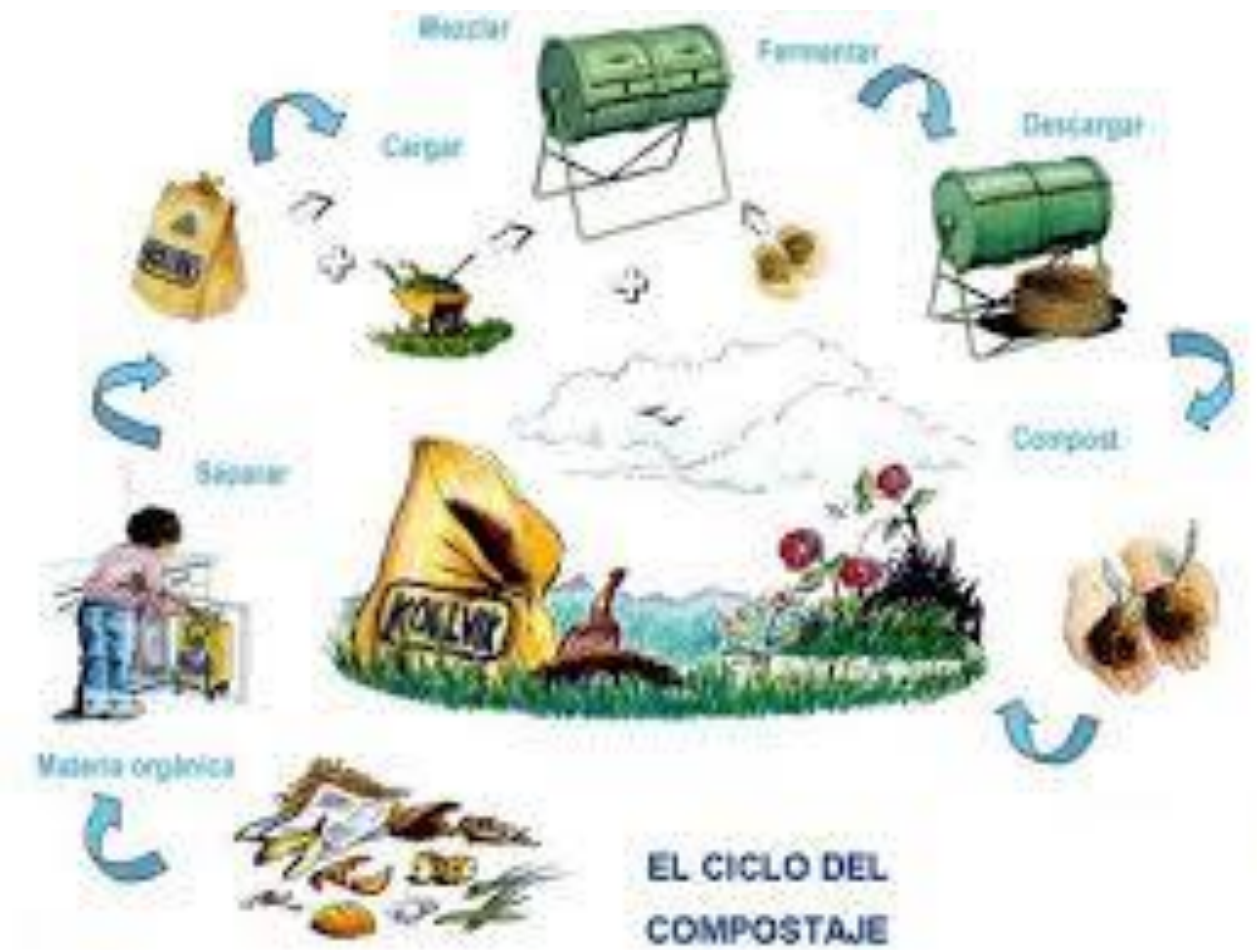 Mezclar
Fermentar
Descargar
Cargar
Compost
Separar
Materia orgánica
EL CICLO DEL
COMPOSTAJE